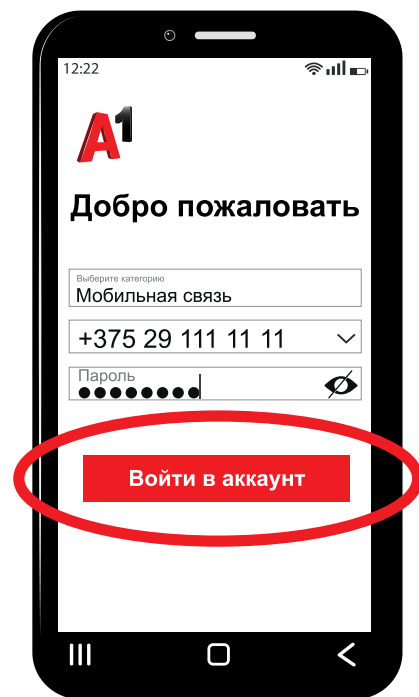 12:22
A1
Добро пожаловать
Выберите категорию
Мобильная связь
+375 29 111 11 11
Пароль
Войти в аккаунт